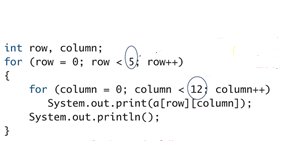 int row, column;
for (row = 0; row < 5; row++)
{
for (column = 0; column < 12; column++)
System.out.print(a[row][column]);
System.out.println();
}